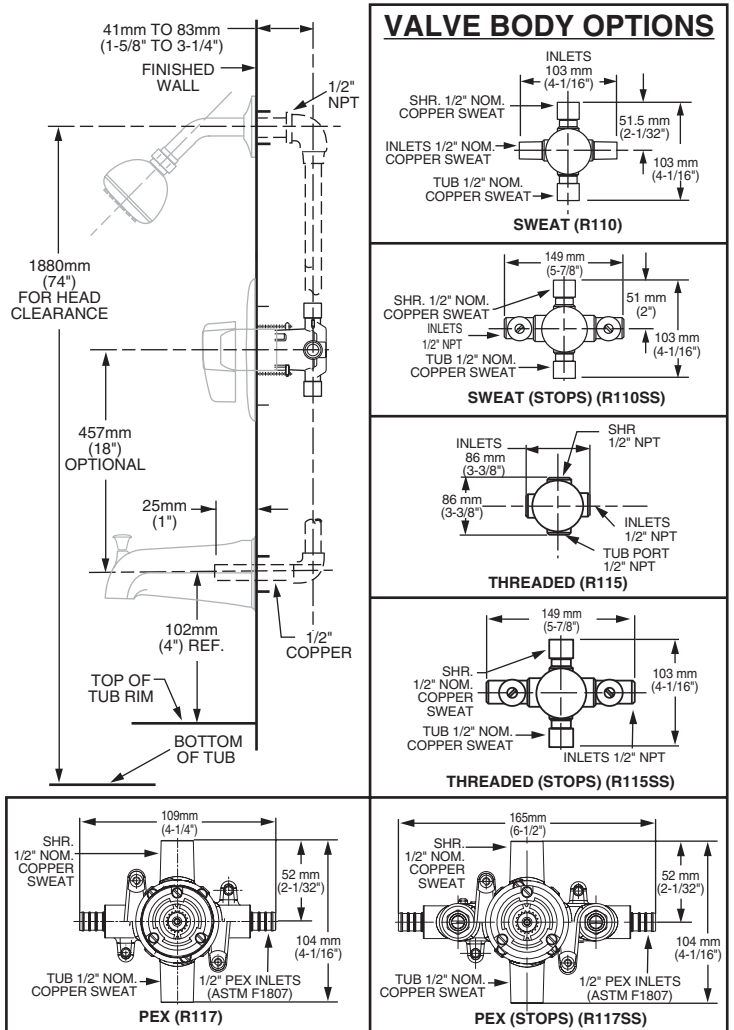 41mm TO 83mm
(1-5/8" TO 3-1/4")
FINISHED
WALL
1/2"
NPT
1880mm
(74")
FOR HEAD
CLEARANCE
457mm
(18")
OPTIONAL
25mm
(1")
102mm
(4") REF.
1/2"
COPPER
TOP OF
TUB RIM
BOTTOM
OF TUB
VALVE BODY OPTIONS
INLETS
103 mm
(4-1/16")
SHR. 1/2" NOM.
COPPER SWEAT
51.5 mm
(2-1/32")
INLETS 1/2" NOM.
COPPER SWEAT
103 mm
(4-1/16")
TUB 1/2" NOM.
COPPER SWEAT
SWEAT (R110)
149 mm
(5-7/8")
SHR. 1/2" NOM.
COPPER SWEAT
51 mm
(2")
INLETS
1/2" NPT
103 mm
(4-1/16")
TUB 1/2" NOM.
COPPER SWEAT
SWEAT (STOPS) (R110SS)
SHR
1/2" NPT
INLETS
86 mm
(3-3/8")
86 mm
(3-3/8")
INLETS
1/2" NPT
TUB PORT
1/2" NPT
THREADED (R115)
149 mm
(5-7/8")
SHR.
1/2" NOM.
COPPER
SWEAT
103 mm
(4-1/16")
TUB 1/2" NOM.
COPPER SWEAT
INLETS 1/2" NPT
THREADED (STOPS) (R115SS)
109mm
(4-1/4")
SHR.
1/2" NOM.
COPPER
SWEAT
52 mm
(2-1/32")
104 mm
(4-1/16")
TUB 1/2" NOM.
COPPER SWEAT
1/2" PEX INLETS
(ASTM F1807)
PEX (R117)
165mm
(6-1/2")
SHR.
1/2" NOM.
COPPER
SWEAT
52 mm
(2-1/32")
104 mm
(4-1/16")
TUB 1/2" NOM.
COPPER SWEAT
1/2" PEX INLETS
(ASTM F1807)
PEX (STOPS) (R117SS)